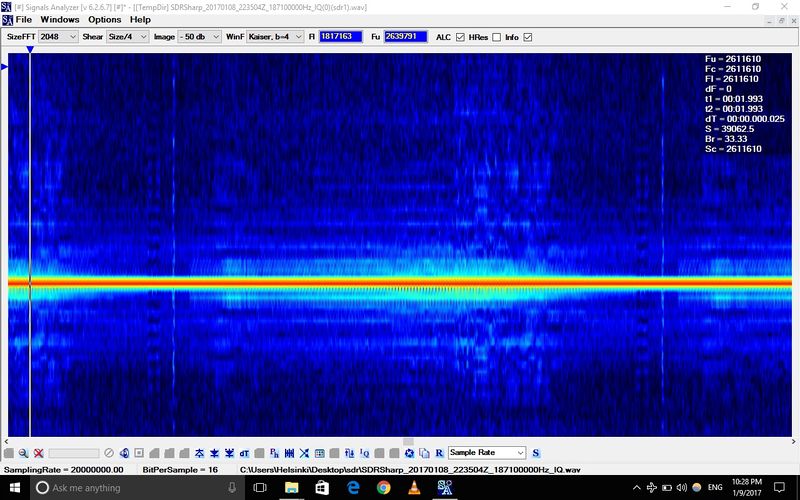 [#] Signals Analyzer [v 6.2.6.7] [#]* - [[TempDir] SDRSharp_20170108_223504Z_187100000Hz_IQ(0)(sdr1).wav]
File Windows Options Help
SizeFFT 2048 Shear Size/4 Image - 50 db WinF Kaiser, b=4 Fl 1817163 Fu 2639791 ALC HRes Info
Fu = 2611610
Fc = 2611610
Fl = 2611610
dF = 0
t1 = 00:01.993
t2 = 00:01.993
dT = 00:00.000.025
S = 39062.5
Br = 33.33
Sc = 2611610
dT Sample Rate S
SamplingRate = 20000000.00 BitPerSample = 16 C:\Users\Helsinki\Desktop\sdr\SDRSharp_20170108_223504Z_187100000Hz_IQ.wav
Ask me anything ENG 10:28 PM
1/9/2017